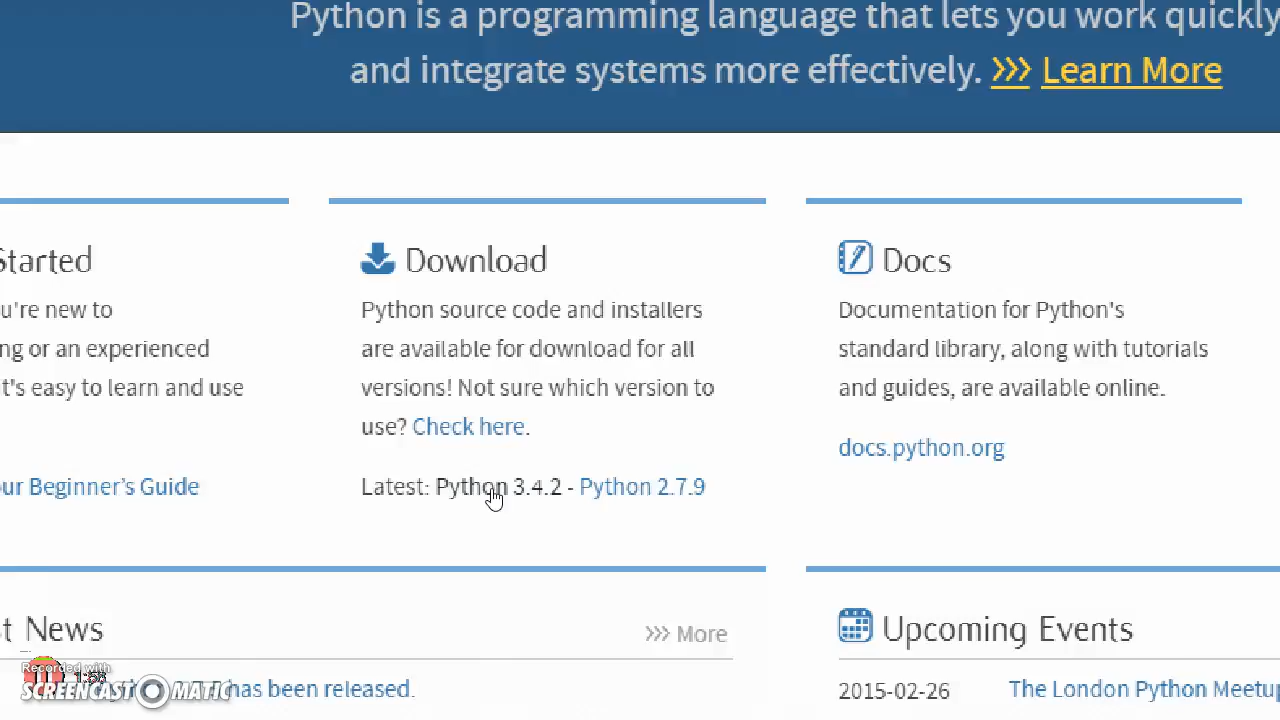 Python is a programming language that lets you work quickly
and integrate systems more effectively. >>> Learn More
Started
Download
Docs
u're new to
ng or an experienced
t's easy to learn and use
ur Beginner's Guide
Python source code and installers
are available for download for all
versions! Not sure which version to
use? Check here.
Latest: Python 3.4.2 - Python 2.7.9
Documentation for Python's
standard library, along with tutorials
and guides, are available online.
docs.python.org
t News
>>> More
Upcoming Events
has been released.
2015-02-26
The London Python Meetup
Recorded with
SCREENCAST MATIC